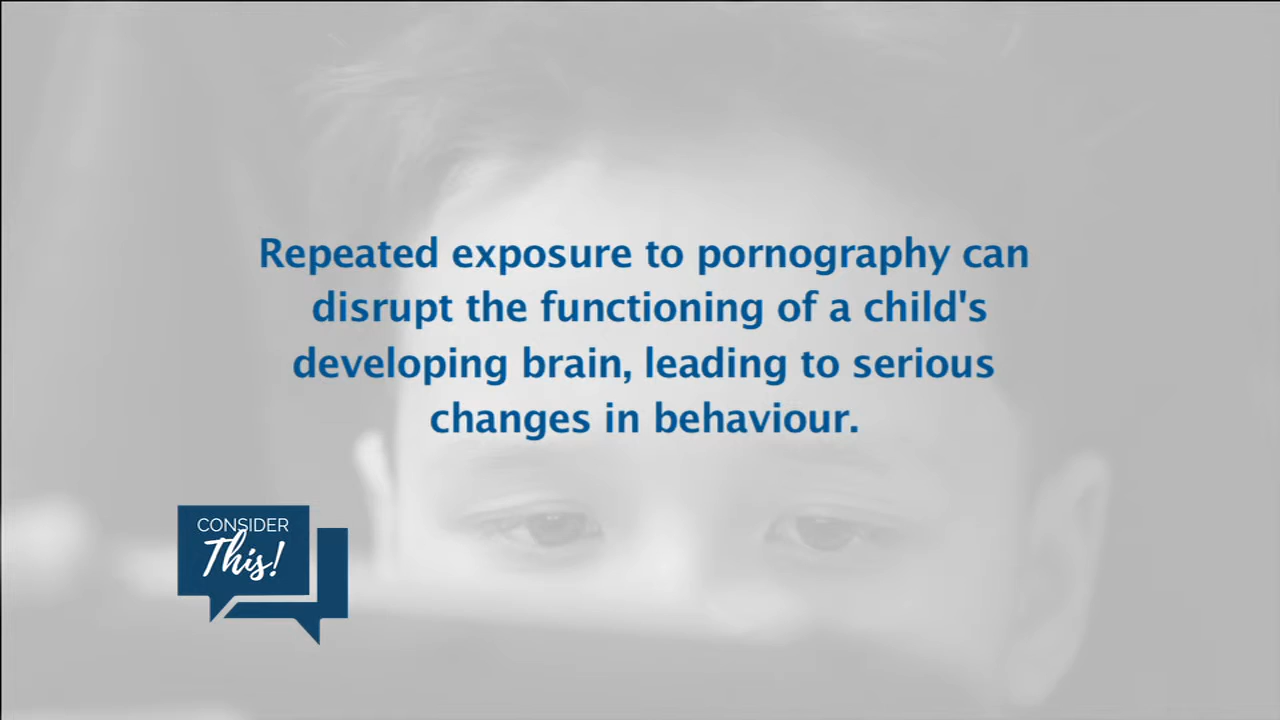 Repeated exposure to pornography can
disrupt the functioning of a child's
developing brain, leading to serious
changes in behaviour.
CONSIDER
This!